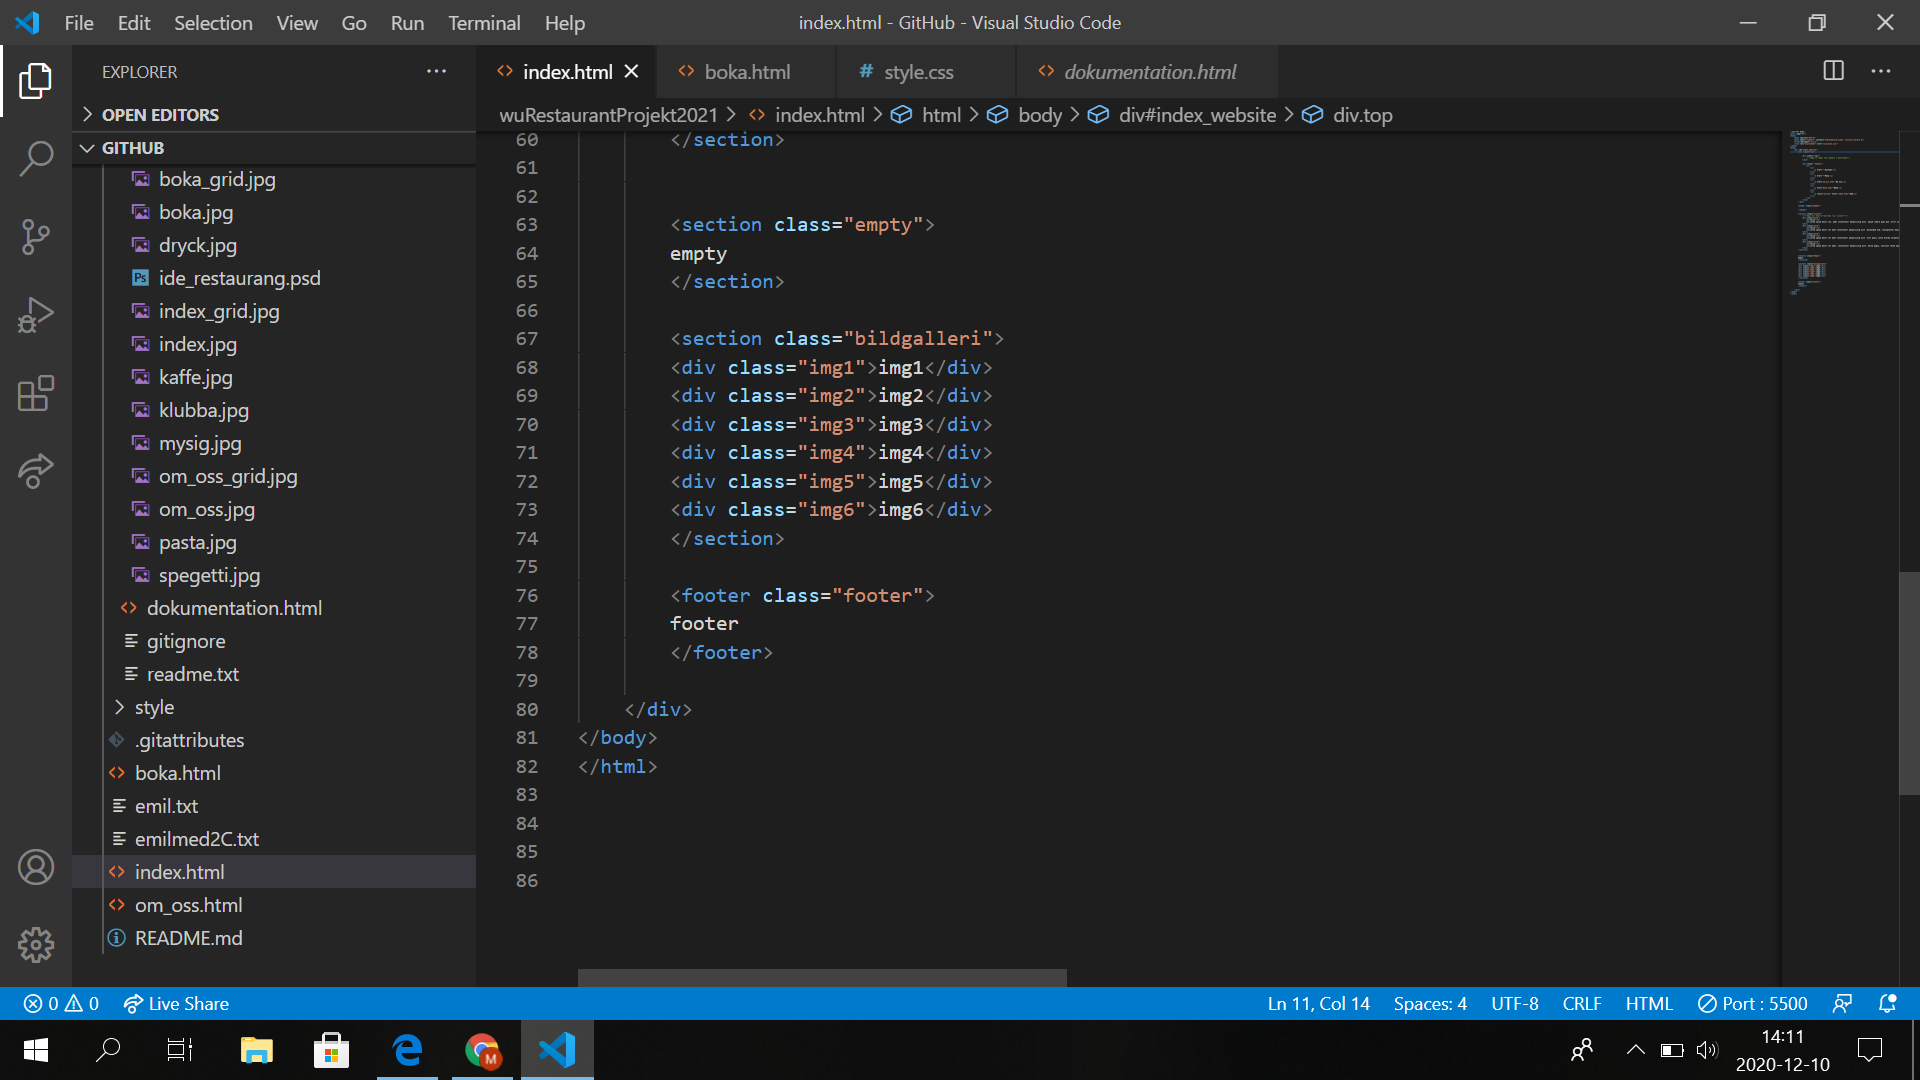 File Edit Selection View Go Run Terminal Help
index.html - GitHub - Visual Studio Code
EXPLORER
OPEN EDITORS
GITHUB
boka_grid.jpg
boka.jpg
dryck.jpg
Ps ide_restaurang.psd
index_grid.jpg
index.jpg
kaffe.jpg
klubba.jpg
mysig.jpg
om_oss_grid.jpg
om_oss.jpg
pasta.jpg
spegetti.jpg
dokumentation.html
gitignore
readme.txt
style
.gitattributes
boka.html
emil.txt
emilmed2C.txt
index.html
om_oss.html
README.md
index.html boka.html # style.css dokumentation.html
wuRestaurantProjekt2021 > index.html > html > body > div#index_website > div.top
60 </section>
61
62
63 <section class="empty">
64 empty
65 </section>
66
67 <section class="bildgalleri">
68 <div class="img1">img1</div>
69 <div class="img2">img2</div>
70 <div class="img3">img3</div>
71 <div class="img4">img4</div>
72 <div class="img5">img5</div>
73 <div class="img6">img6</div>
74 </section>
75
76 <footer class="footer">
77 footer
78 </footer>
79
80 </div>
81 </body>
82 </html>
83
84
85
86
0 0 Live Share Ln 11, Col 14 Spaces: 4 UTF-8 CRLF HTML Port : 5500
M
14:11
2020-12-10